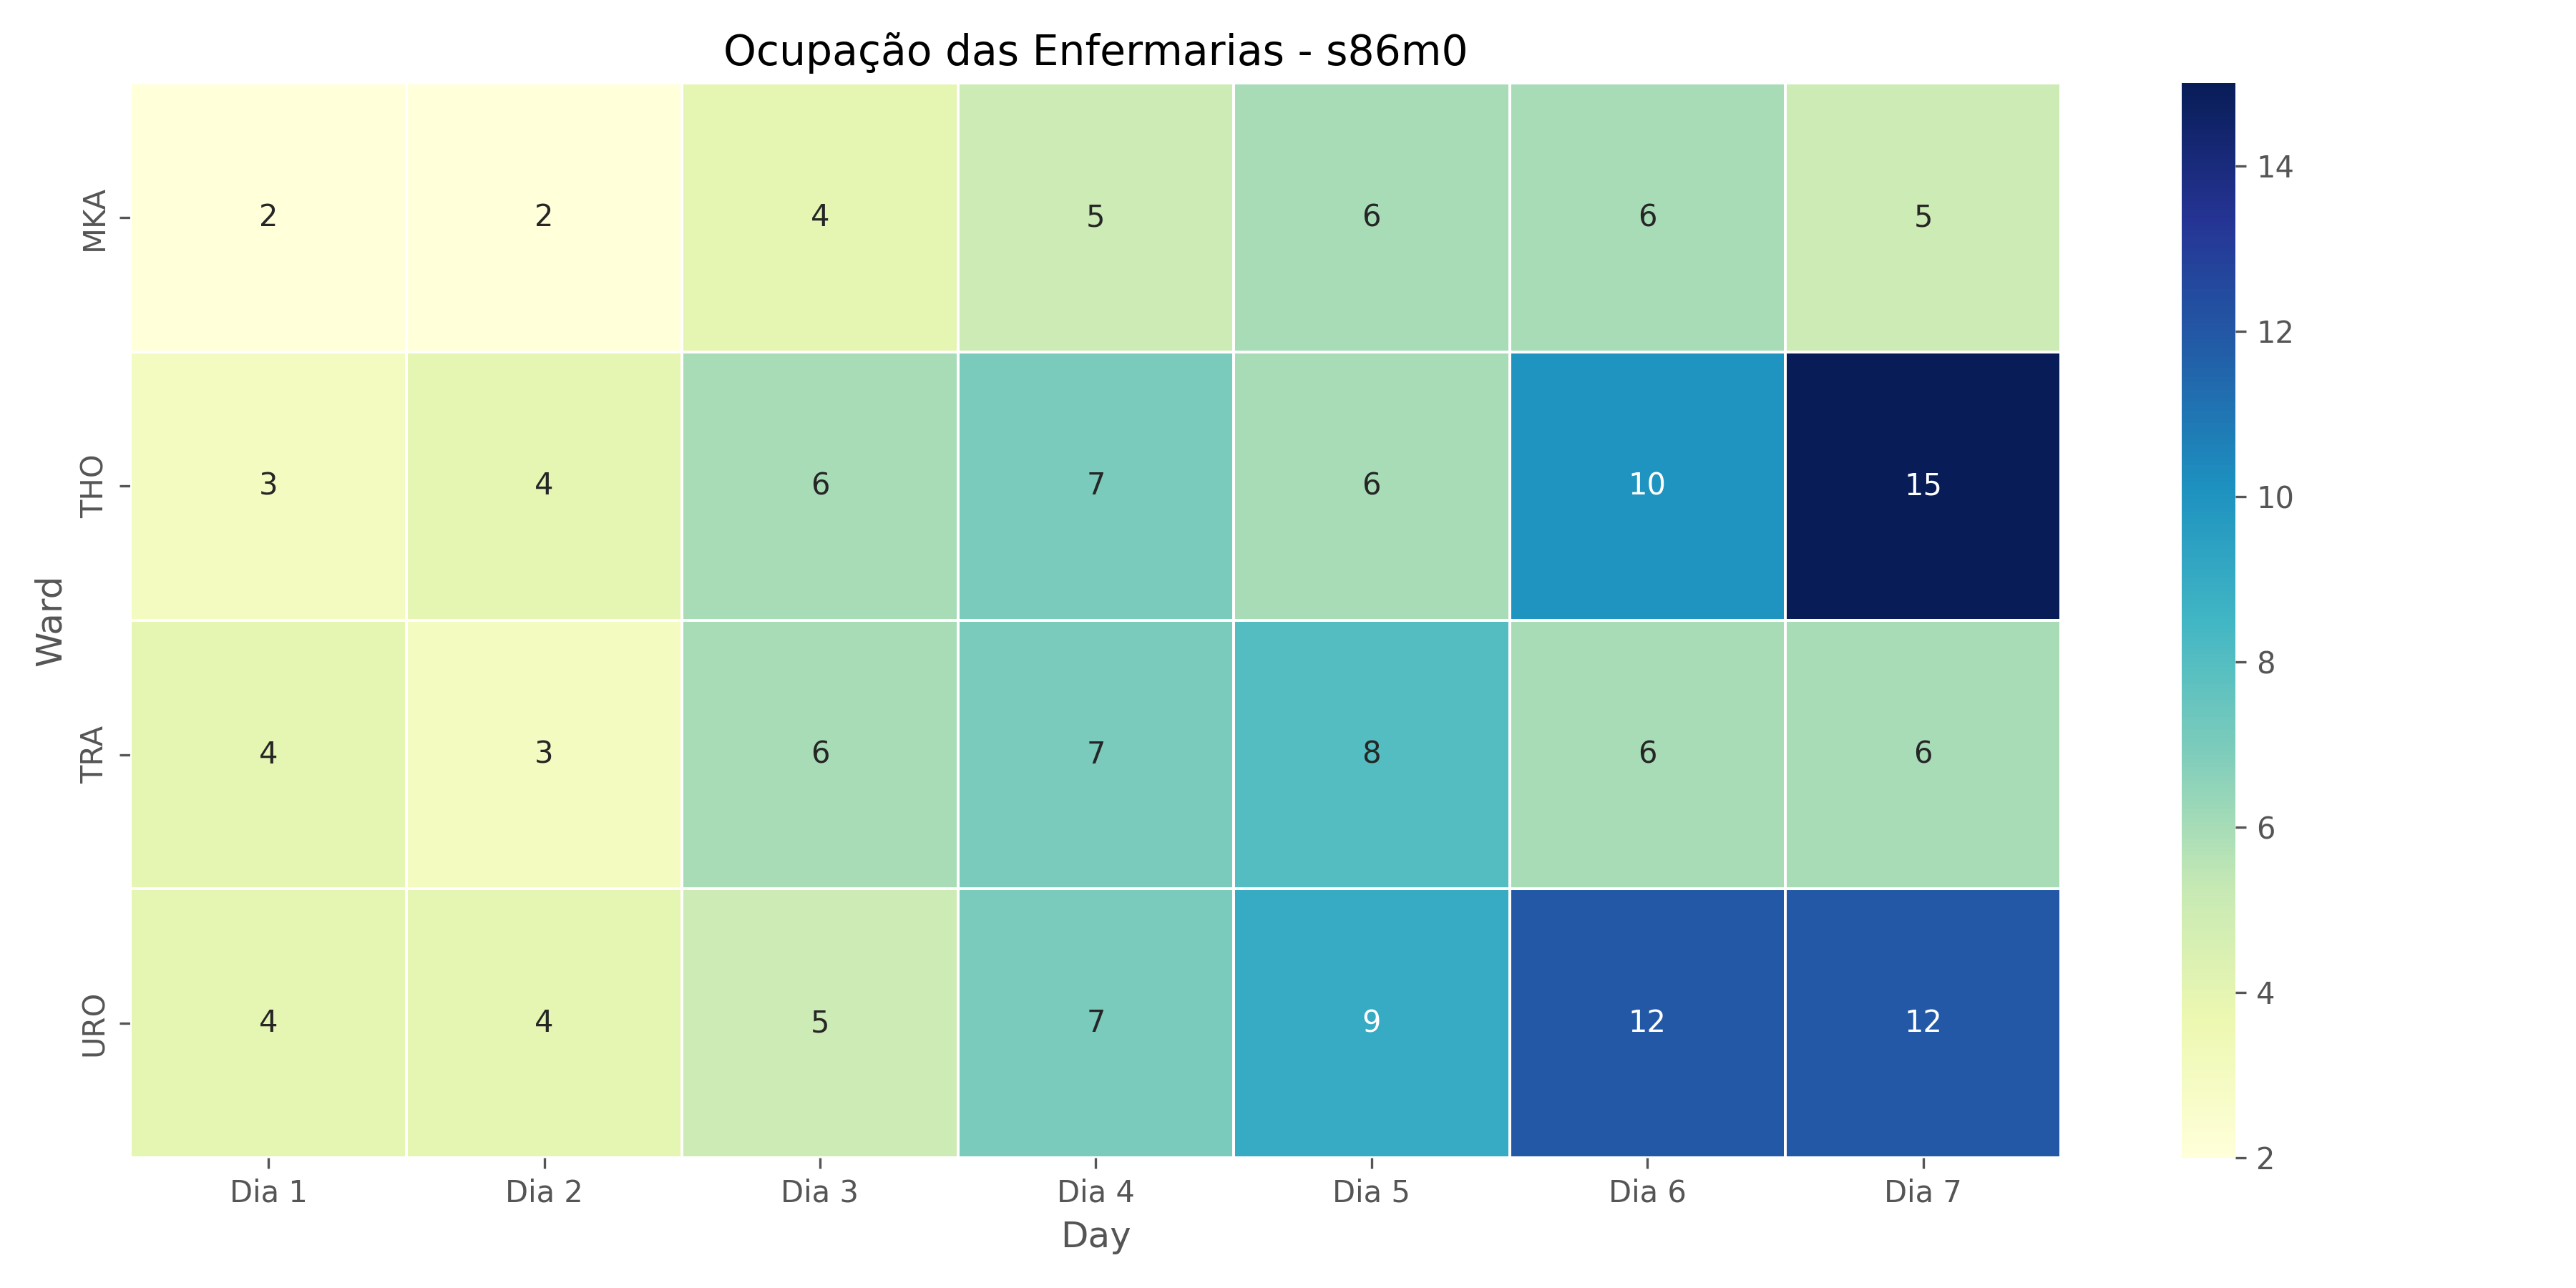 Ocupação das Enfermarias - s86m0
MKA 2 2 4 5 6 6 5
THO 3 4 6 7 6 10 15
TRA 4 3 6 7 8 6 6
URO 4 4 5 7 9 12 12
Ward
Dia 1 Dia 2 Dia 3 Dia 4 Dia 5 Dia 6 Dia 7
Day
14
12
10
8
6
4
2